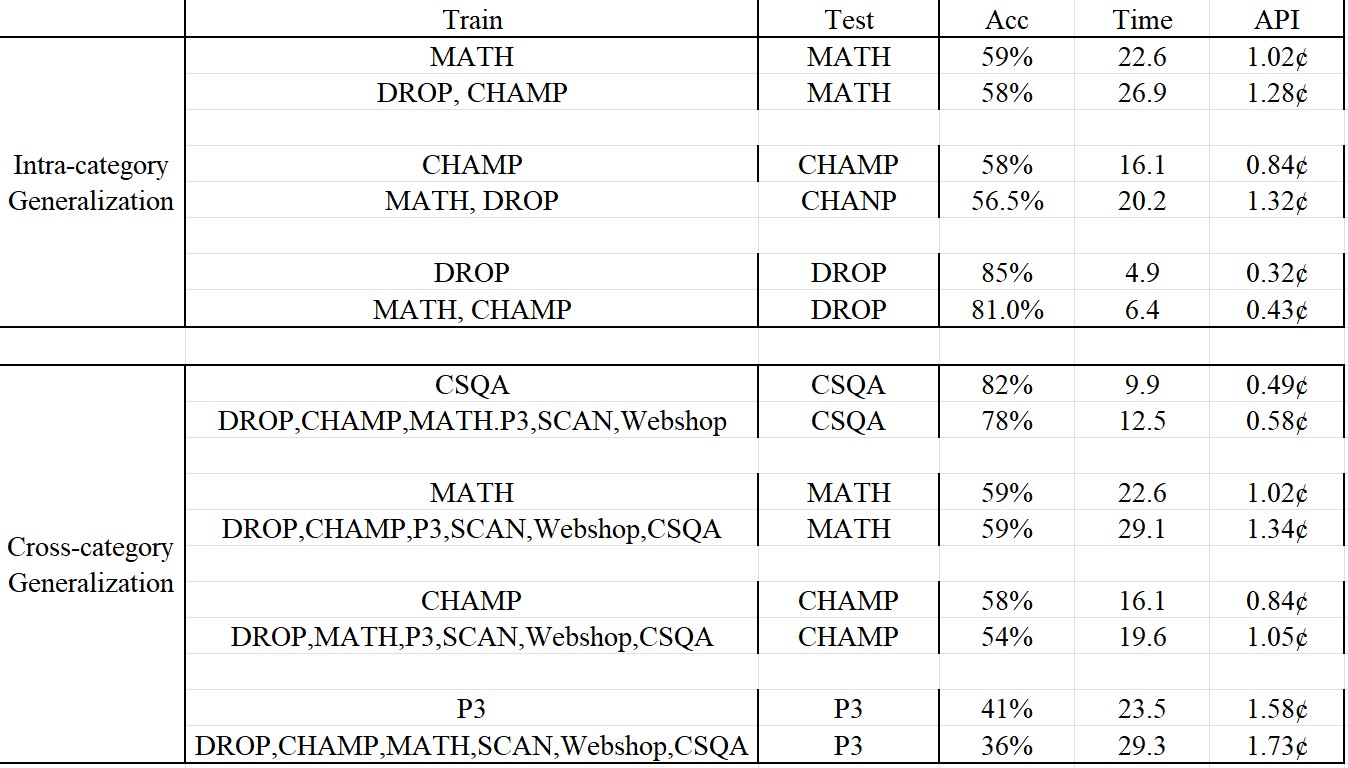 Train Test Acc Time API
Intra-category
Generalization
MATH MATH 59% 22.6 1.02¢
DROP, CHAMP MATH 58% 26.9 1.28¢
CHAMP CHAMP 58% 16.1 0.84¢
MATH, DROP CHANP 56.5% 20.2 1.32¢
DROP DROP 85% 4.9 0.32¢
MATH, CHAMP DROP 81.0% 6.4 0.43¢
Cross-category
Generalization
CSQA CSQA 82% 9.9 0.49¢
DROP,CHAMP,MATH.P3,SCAN,Webshop CSQA 78% 12.5 0.58¢
MATH MATH 59% 22.6 1.02¢
DROP,CHAMP,P3,SCAN,Webshop,CSQA MATH 59% 29.1 1.34¢
CHAMP CHAMP 58% 16.1 0.84¢
DROP,MATH,P3,SCAN,Webshop,CSQA CHAMP 54% 19.6 1.05¢
P3 P3 41% 23.5 1.58¢
DROP,CHAMP,MATH,SCAN,Webshop,CSQA P3 36% 29.3 1.73¢